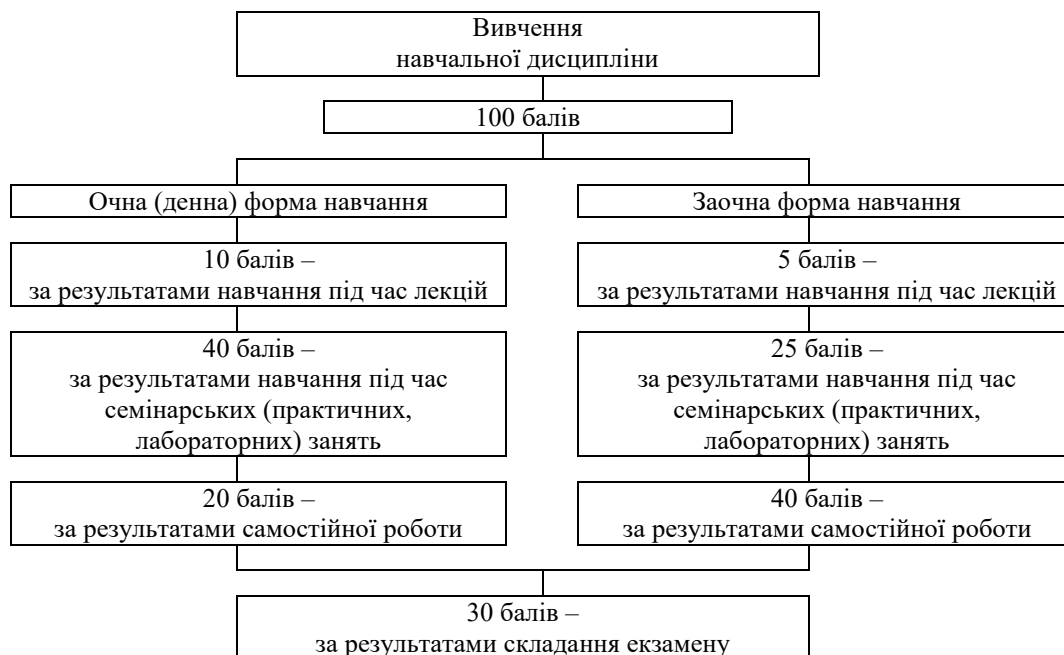 Вивчення
навчальної дисципліни
100 балів
Очна (денна) форма навчання
10 балів –
за результатами навчання під час лекцій
40 балів –
за результатами навчання під час
семінарських (практичних,
лабораторних) занять
20 балів –
за результатами самостійної роботи
Заочна форма навчання
5 балів –
за результатами навчання під час лекцій
25 балів –
за результатами навчання під час
семінарських (практичних,
лабораторних) занять
40 балів –
за результатами самостійної роботи
30 балів –
за результатами складання екзамену